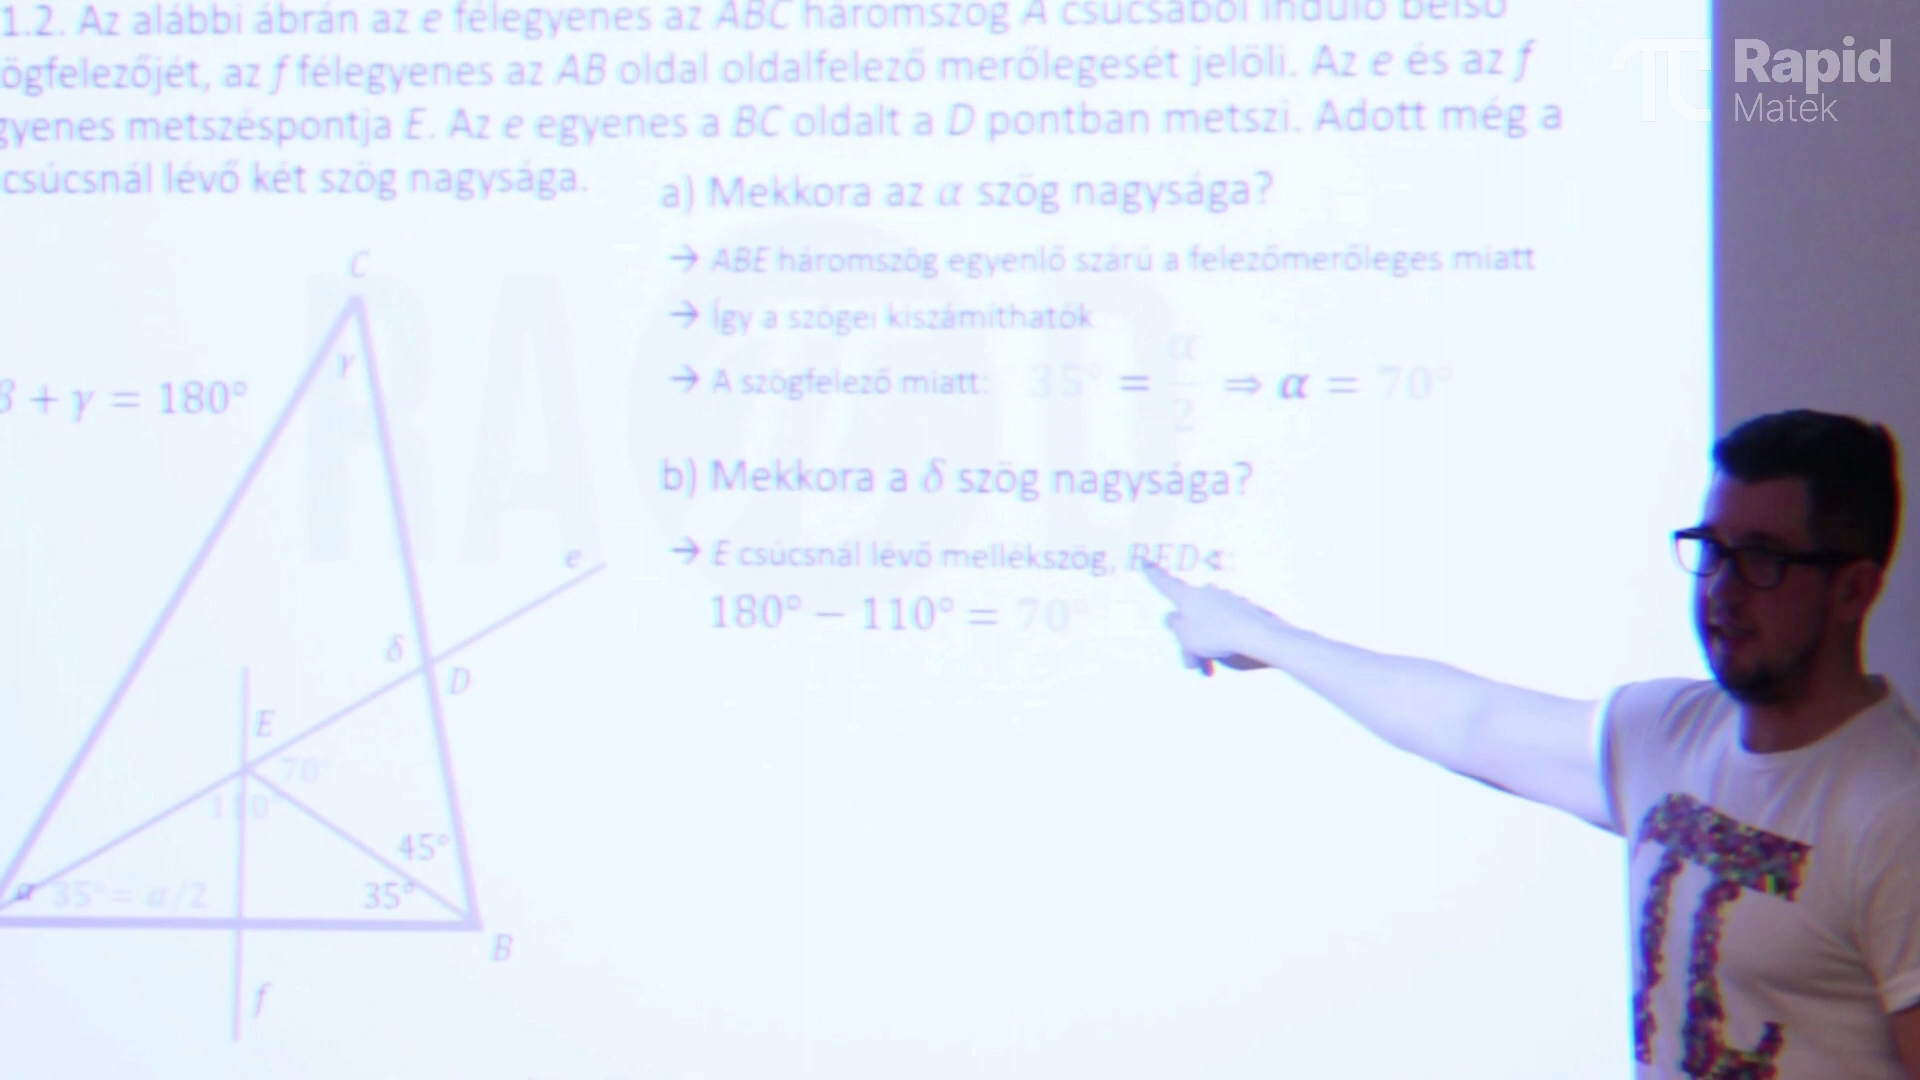 1.2. Az alábbi ábrán az e félegyenes az ABC háromszög A csúcsából induló belső
ögfelezőjét, az f félegyenes az AB oldal oldalfelező merőlegesét jelöli. Az e és az f
gyenes metszéspontja E. Az e egyenes a BC oldalt a D pontban metszi. Adott még a
csúcsnál lévő két szög nagysága.
a) Mekkora az α szög nagysága?
→ ABE háromszög egyenlő szárú a felezőmerőleges miatt
→ Így a szögei kiszámíthatók
→ A szögfelező miatt: 35° = α/2 ⇒ α = 70°
b) Mekkora a δ szög nagysága?
→ E csúcsnál lévő mellékszög, BED∢:
180° − 110° = 70°
β + γ = 180°
C
γ
e
δ
D
E
70°
110°
45°
α 35° = α/2
35°
B
f
Rapid
Matek